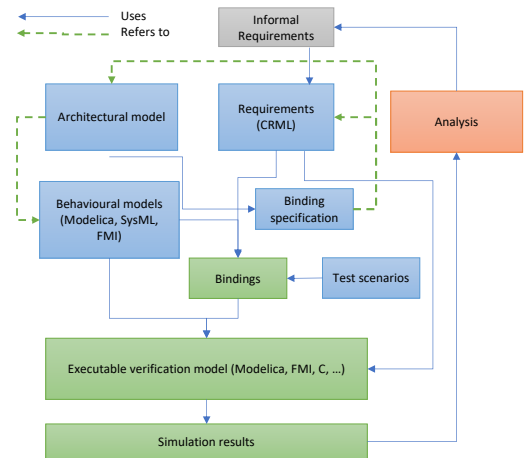 Uses
Refers to
Informal
Requirements
Architectural model
Requirements
(CRML)
Analysis
Behavioural models
(Modelica, SysML,
FMI)
Binding
specification
Bindings
Test scenarios
Executable verification model (Modelica, FMI, C, …)
Simulation results